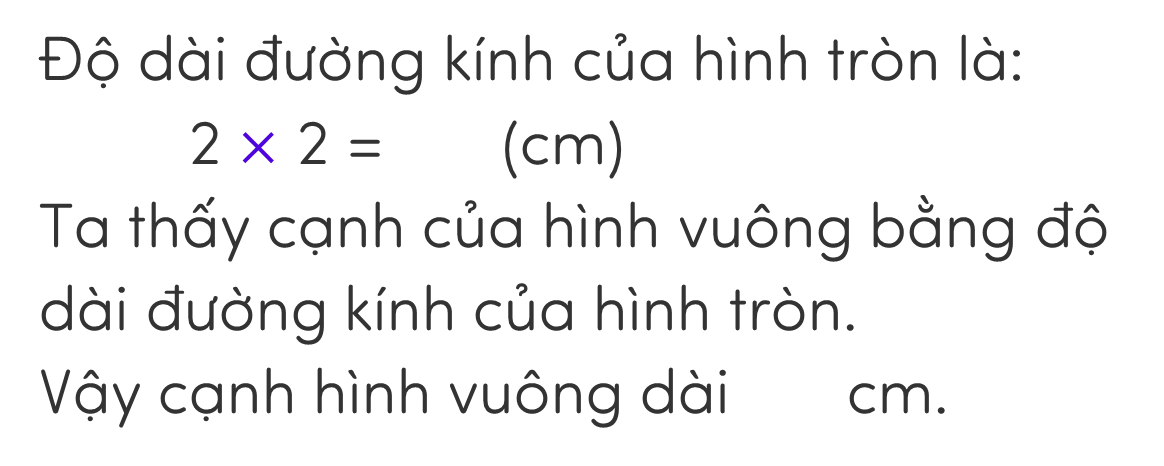 Độ dài đường kính của hình tròn là:
2 × 2 = (cm)
Ta thấy cạnh của hình vuông bằng độ
dài đường kính của hình tròn.
Vậy cạnh hình vuông dài cm.